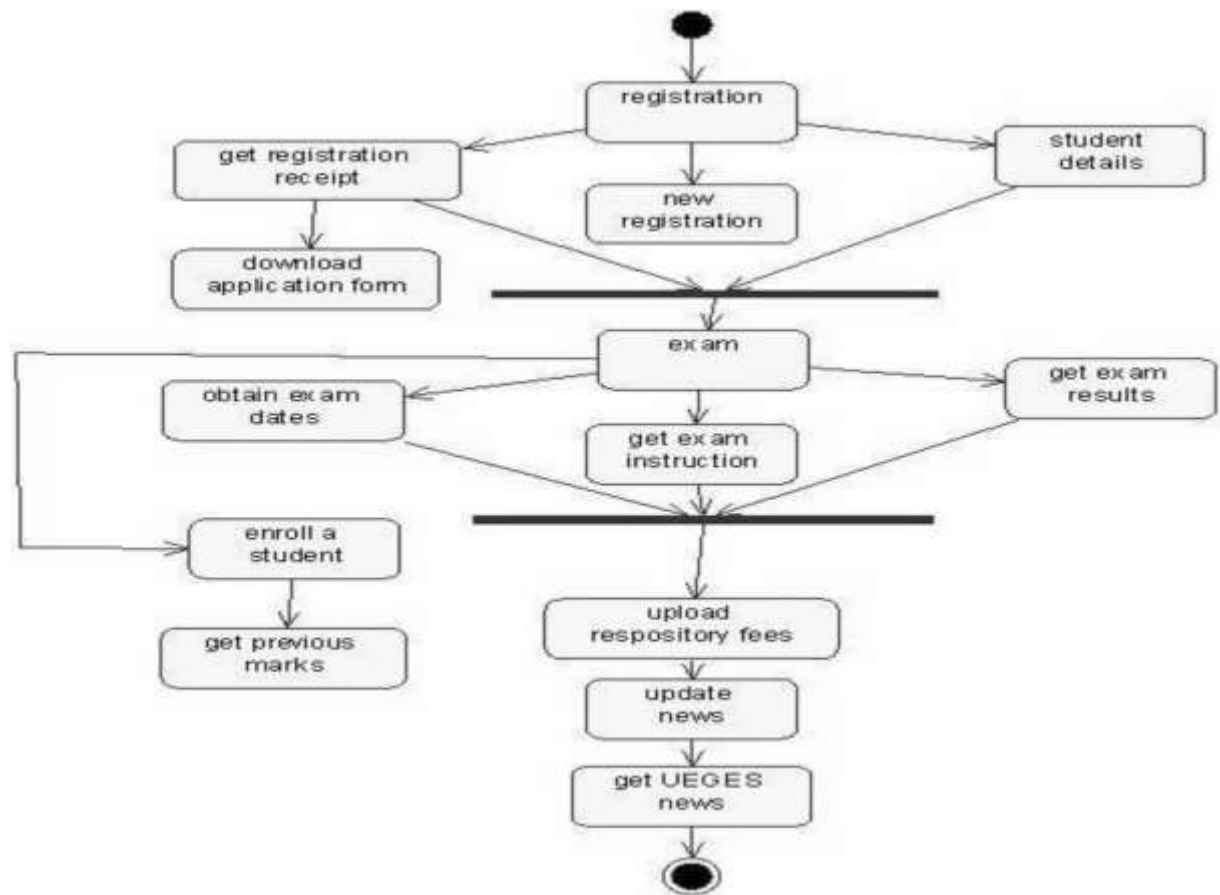 registration
get registration
receipt
student
details
new
registration
download
application form
exam
obtain exam
dates
get exam
results
get exam
instruction
enroll a
student
upload
respository fees
get previous
marks
update
news
get UEGES
news